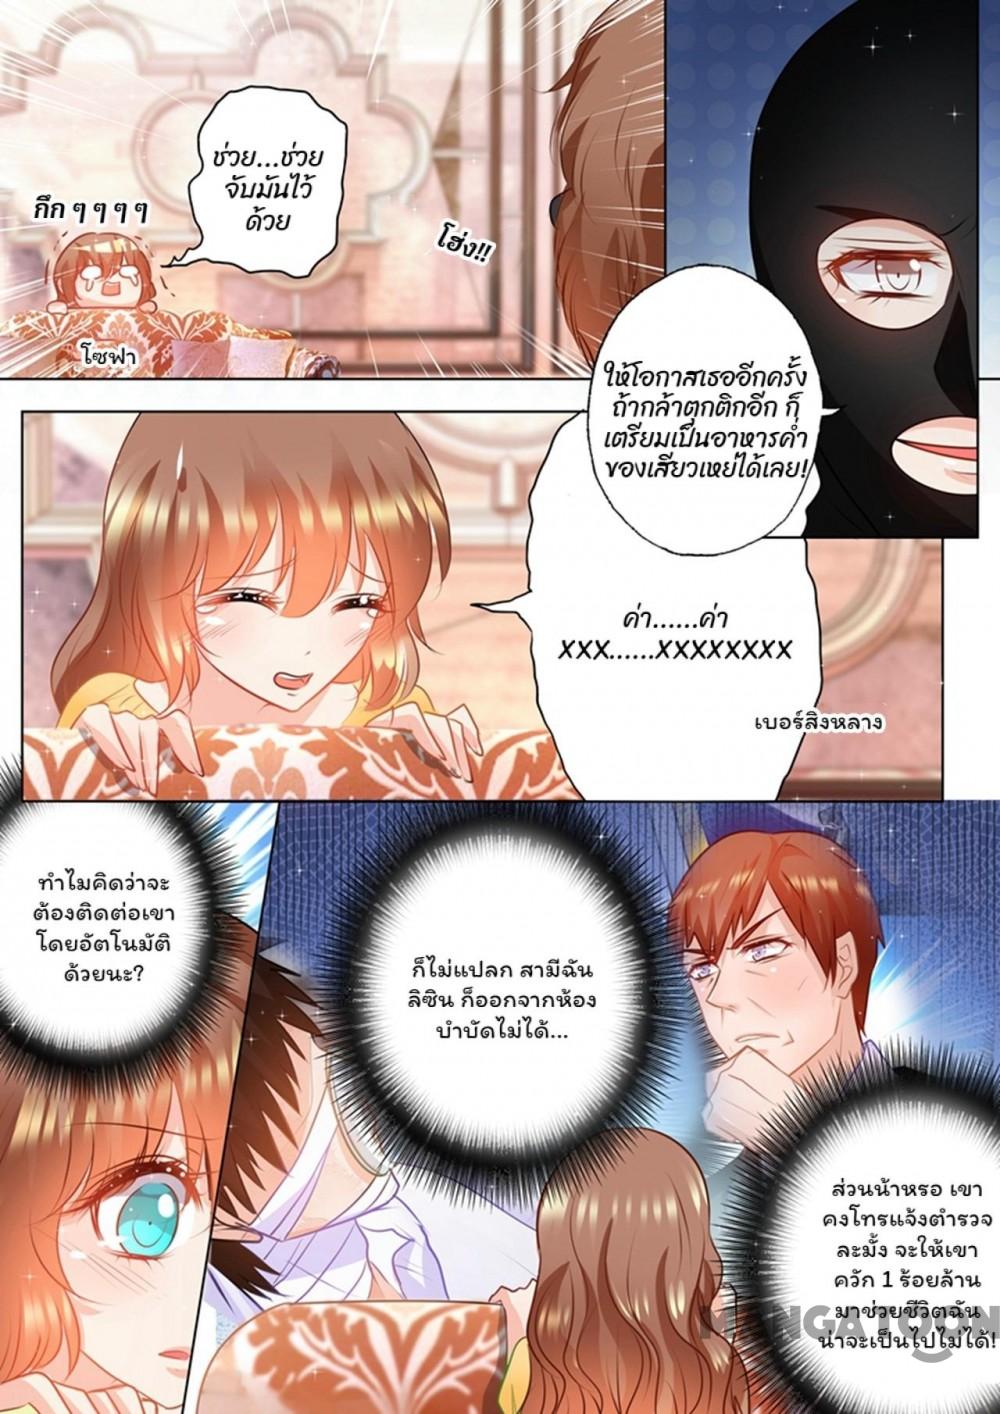 ช่วย...ช่วย
จับมันไว้
ด้วย
กึก ๆ ๆ ๆ ๆ
โฮ่ง!!
โซฟา
ให้โอกาสเธออีกครั้ง
ถ้ากล้าตุกติกอีก ก็
เตรียมเป็นอาหารค่ำ
ของเสี่ยวเหย่ได้เลย!
ค่า......ค่า
XXX......XXXXXXXX
เบอร์สิงหลาง
ทำไมคิดว่าจะ
ต้องติดต่อเขา
โดยอัตโนมัติ
ด้วยนะ?
ก็ไม่แปลก สามีฉัน
ลิซิน ก็ออกจากห้อง
บำบัดไม่ได้...
ส่วนน้าหรอ เขา
คงโทรแจ้งตำรวจ
ละมั้ง จะให้เขา
ควัก 1 ร้อยล้าน
มาช่วยชีวิตฉัน
น่าจะเป็นไปไม่ได้!
MANGATOON